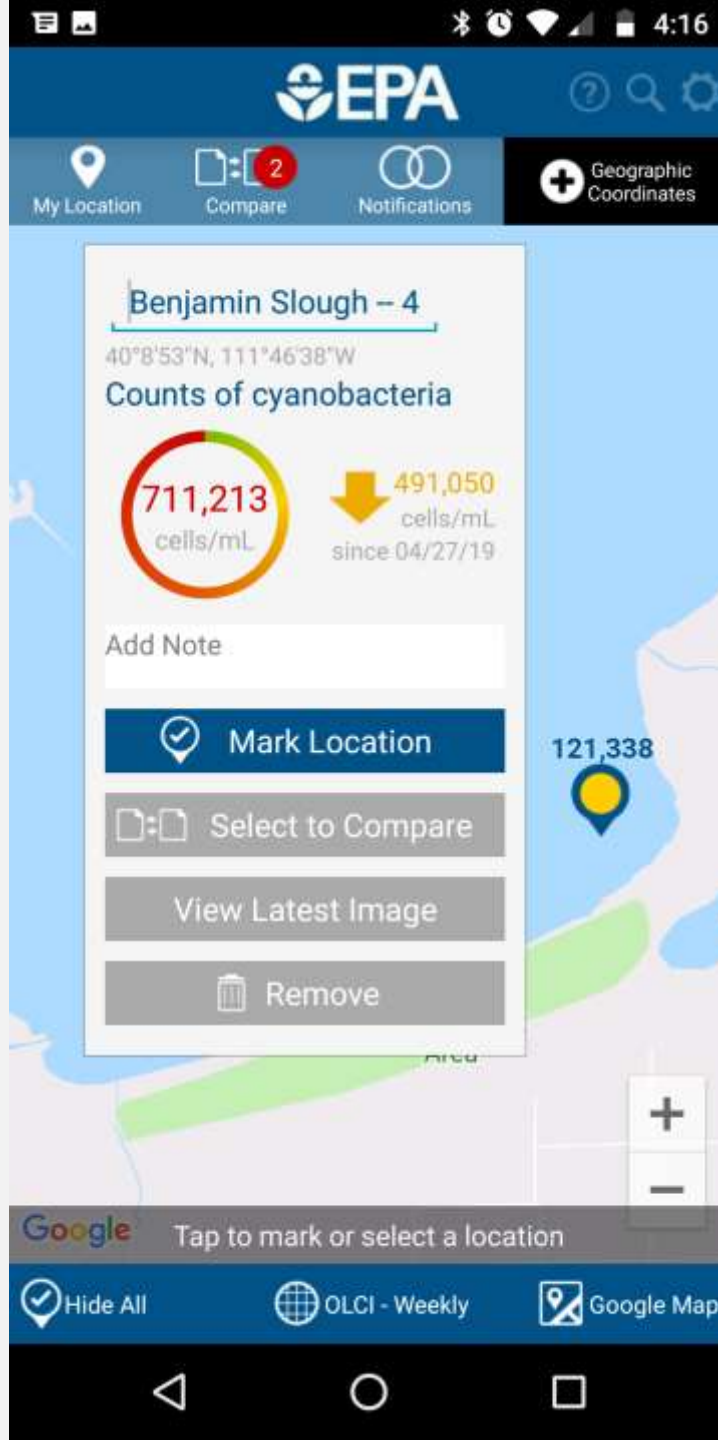 4:16
EPA
My Location
2
Compare
Notifications
Geographic
Coordinates
Benjamin Slough – 4
40°8'53"N, 111°46'38"W
Counts of cyanobacteria
711,213
cells/mL
491,050
cells/mL
since 04/27/19
Add Note
Mark Location
121,338
Select to Compare
View Latest Image
Remove
Area
Google
Tap to mark or select a location
Hide All
OLCI - Weekly
Google Map